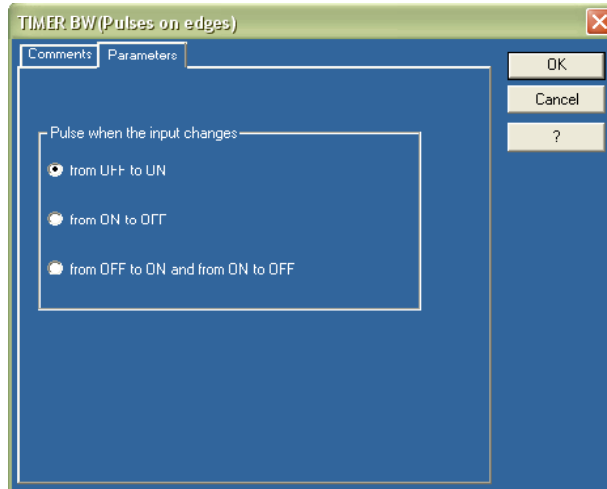 TIMER BW(Pulses on edges)
Comments Parameters
OK
Cancel
?
Pulse when the input changes
from OFF to ON
from ON to OFF
from OFF to ON and from ON to OFF